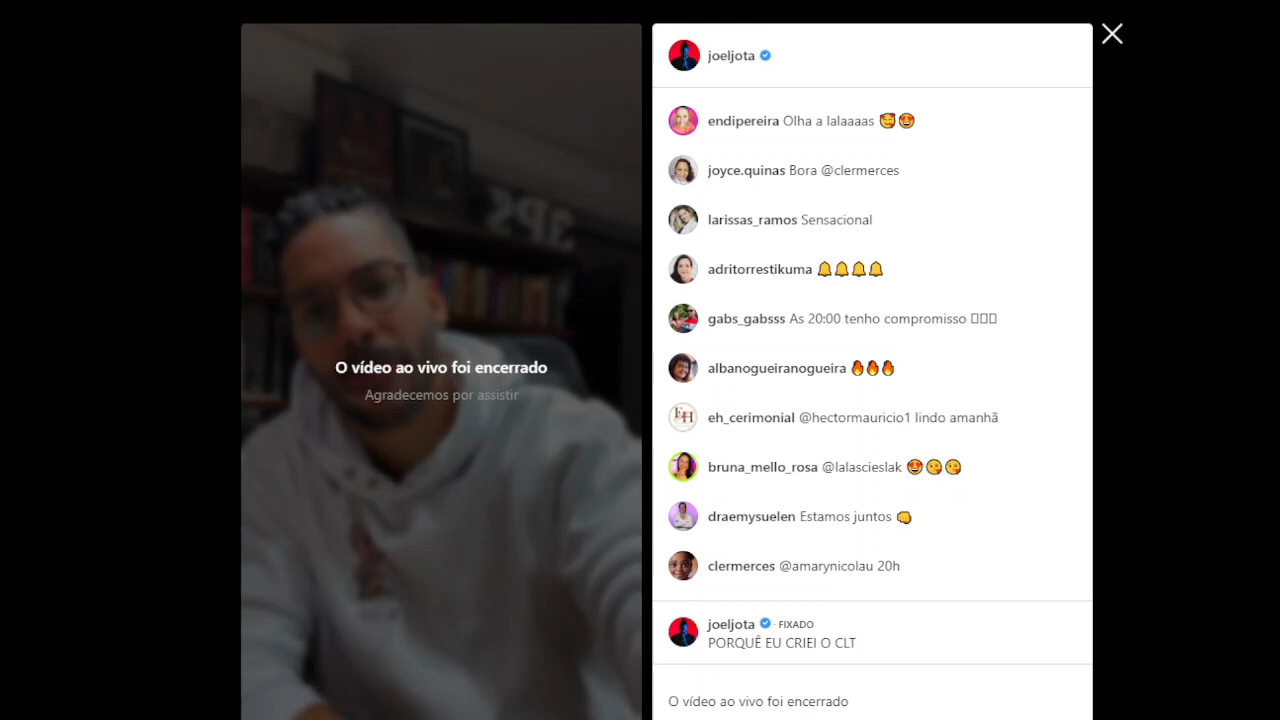 joeljota
endipereira Olha a lalaaaas 🥰😍
joyce.quinas Bora @clermerces
larissas_ramos Sensacional
adritorrestikuma 🔔🔔🔔🔔
gabs_gabsss As 20:00 tenho compromisso
albanogueiranogueira 🔥🔥🔥
eh_cerimonial @hectormauricio1 lindo amanhã
bruna_mello_rosa @lalascieslak 😍😘😘
draemysuelen Estamos juntos 👊
clermerces @amarynicolau 20h
joeljota · FIXADO
PORQUÊ EU CRIEI O CLT
O vídeo ao vivo foi encerrado
3PS
O vídeo ao vivo foi encerrado
Agradecemos por assistir
EH